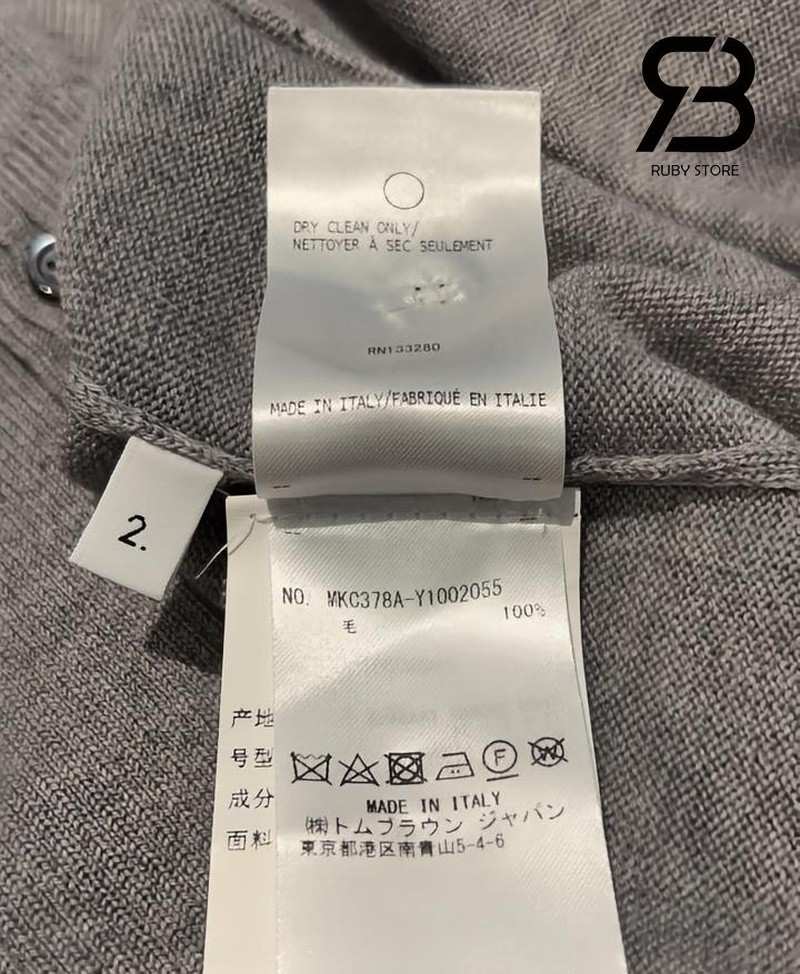 RUBY STORE
DRY CLEAN ONLY/
NETTOYER À SEC SEULEMENT
RN133280
MADE IN ITALY/FABRIQUÉ EN ITALIE
2.
NO. MKC378A-Y1002055
毛 100%
产地
号型
成分
面料
MADE IN ITALY
㈱トムブラウン ジャパン
東京都港区南青山5-4-6